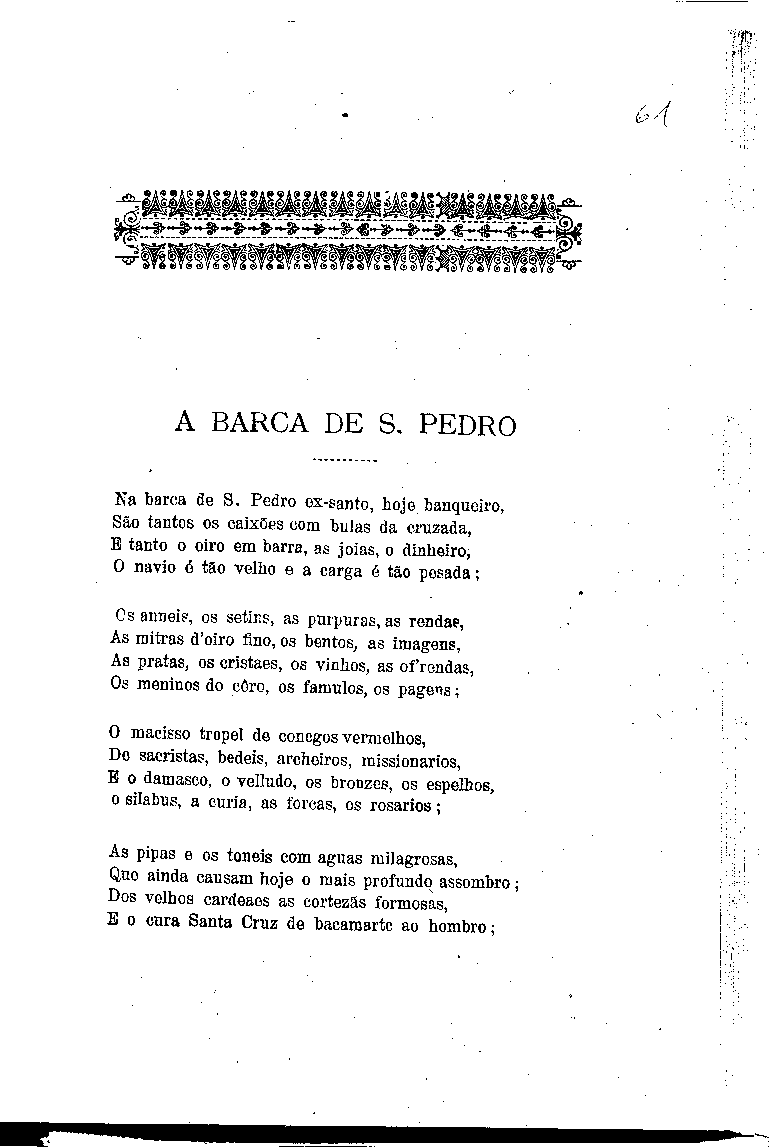 61
A BARCA DE S. PEDRO
Na barca de S. Pedro ex-santo, hoje banqueiro,
São tantos os caixões com bulas da cruzada,
E tanto o oiro em barra, as joias, o dinheiro,
O navio é tão velho e a carga é tão pesada;
Os anneis, os setins, as purpuras, as rendas,
As mitras d'oiro fino, os bentos, as imagens,
As pratas, os cristaes, os vinhos, as of'rendas,
Os meninos do côro, os famulos, os pagens;
O macisso tropel de conegos vermelhos,
De sacristas, bedeis, archeiros, missionarios,
E o damasco, o velludo, os bronzes, os espelhos,
o silabus, a curia, as forcas, os rosarios;
As pipas e os toneis com aguas milagrosas,
Que ainda causam hoje o mais profundo assombro;
Dos velhos cardeaes as cortezãs formosas,
E o cura Santa Cruz de bacamarte ao hombro;